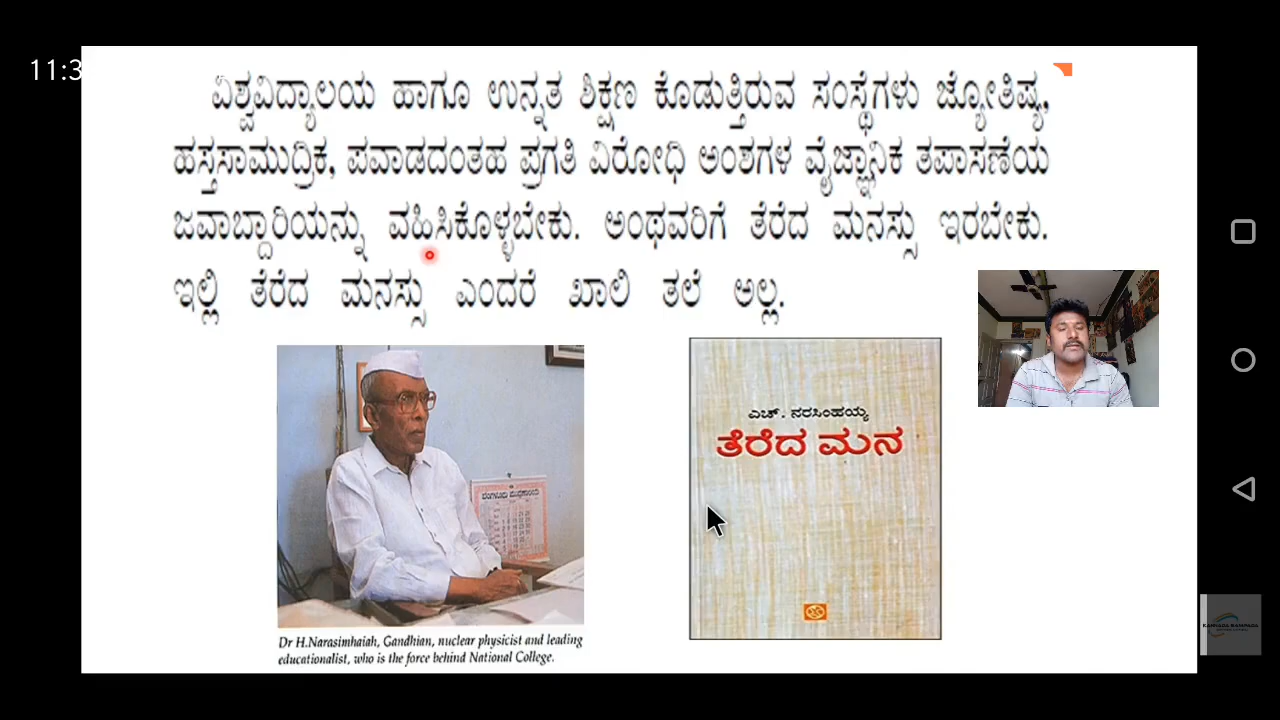 11:3
ವಿಶ್ವವಿದ್ಯಾಲಯ ಹಾಗೂ ಉನ್ನತ ಶಿಕ್ಷಣ ಕೊಡುತ್ತಿರುವ ಸಂಸ್ಥೆಗಳು ಜ್ಯೋತಿಷ್ಯ,
ಹಸ್ತಸಾಮುದ್ರಿಕ, ಪವಾಡದಂತಹ ಪ್ರಗತಿ ವಿರೋಧಿ ಅಂಶಗಳ ವೈಜ್ಞಾನಿಕ ತಪಾಸಣೆಯ
ಜವಾಬ್ದಾರಿಯನ್ನು ವಹಿಸಿಕೊಳ್ಳಬೇಕು. ಅಂಥವರಿಗೆ ತೆರೆದ ಮನಸ್ಸು ಇರಬೇಕು.
ಇಲ್ಲಿ ತೆರೆದ ಮನಸ್ಸು ಎಂದರೆ ಖಾಲಿ ತಲೆ ಅಲ್ಲ.
ಎಚ್. ನರಸಿಂಹಯ್ಯ
ತೆರೆದ ಮನ
Dr H.Narasimhaiah, Gandhian, nuclear physicist and leading
educationalist, who is the force behind National College.
KANNADA SAMPADA